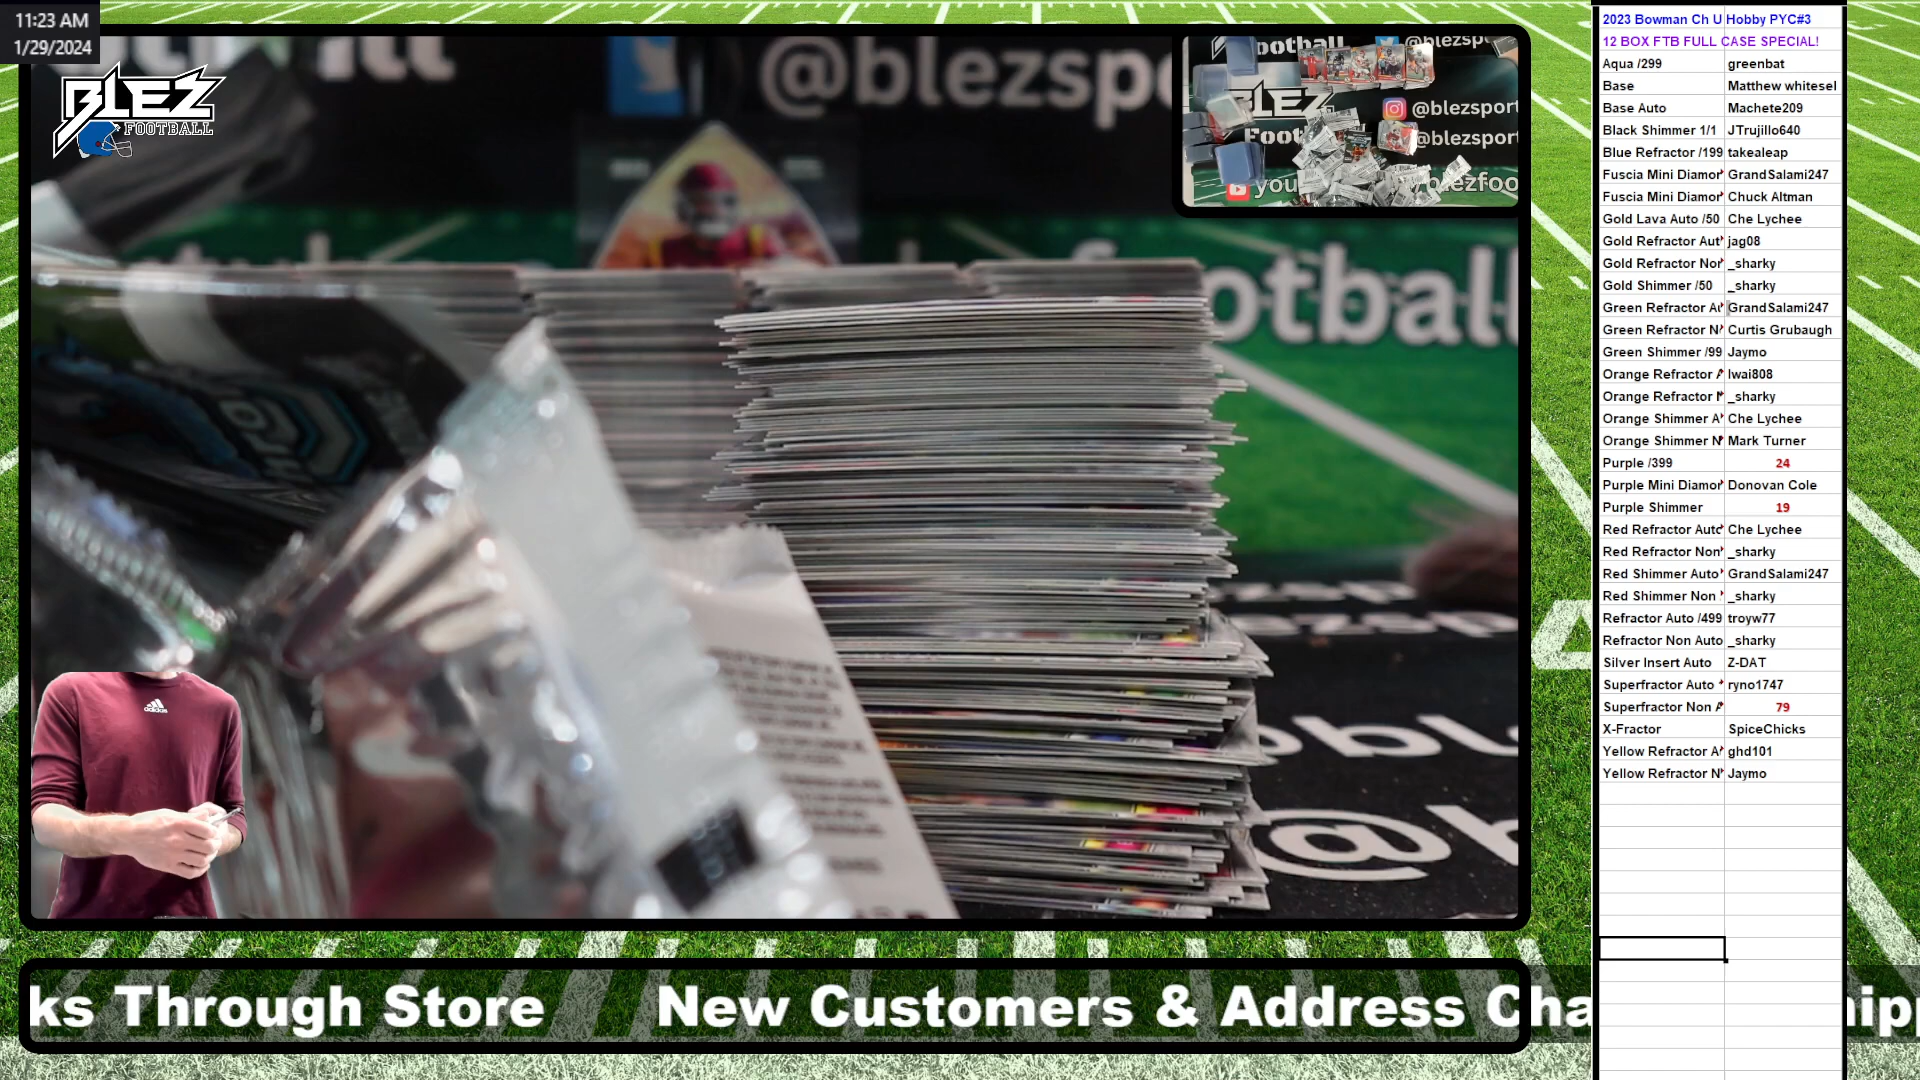 11:23 AM
1/29/2024
BLEZ
FOOTBALL
@blezsp
football
otball
@blezsp
ootball
BLEZ
@blezsport
Foot
@blezsport
you
blezfoo
2023 Bowman Ch U Hobby PYC#3
12 BOX FTB FULL CASE SPECIAL!
Aqua /299 greenbat
Base Matthew whitesel
Base Auto Machete209
Black Shimmer 1/1 JTrujillo640
Blue Refractor /199 takealeap
Fuscia Mini Diamor GrandSalami247
Fuscia Mini Diamor Chuck Altman
Gold Lava Auto /50 Che Lychee
Gold Refractor Aut jag08
Gold Refractor Nor _sharky
Gold Shimmer /50 _sharky
Green Refractor Au GrandSalami247
Green Refractor N Curtis Grubaugh
Green Shimmer /99 Jaymo
Orange Refractor A lwai808
Orange Refractor _sharky
Orange Shimmer A Che Lychee
Orange Shimmer N Mark Turner
Purple /399 24
Purple Mini Diamor Donovan Cole
Purple Shimmer 19
Red Refractor Auto Che Lychee
Red Refractor Non _sharky
Red Shimmer Auto GrandSalami247
Red Shimmer Non _sharky
Refractor Auto /499 troyw77
Refractor Non Auto _sharky
Silver Insert Auto Z-DAT
Superfractor Auto ryno1747
Superfractor Non A 79
X-Fractor SpiceChicks
Yellow Refractor A ghd101
Yellow Refractor N Jaymo
ks Through Store New Customers & Address Cha